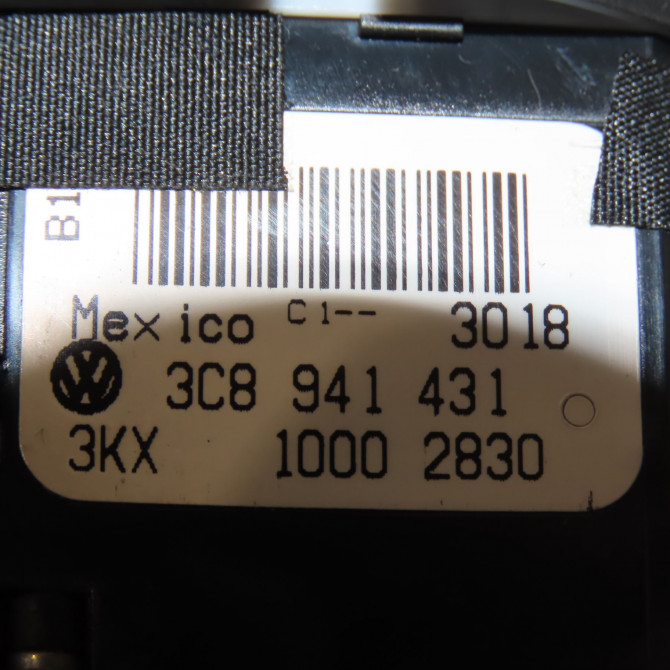 B1
Mexico C1-- 3018
3C8 941 431
3KX 1000 2830